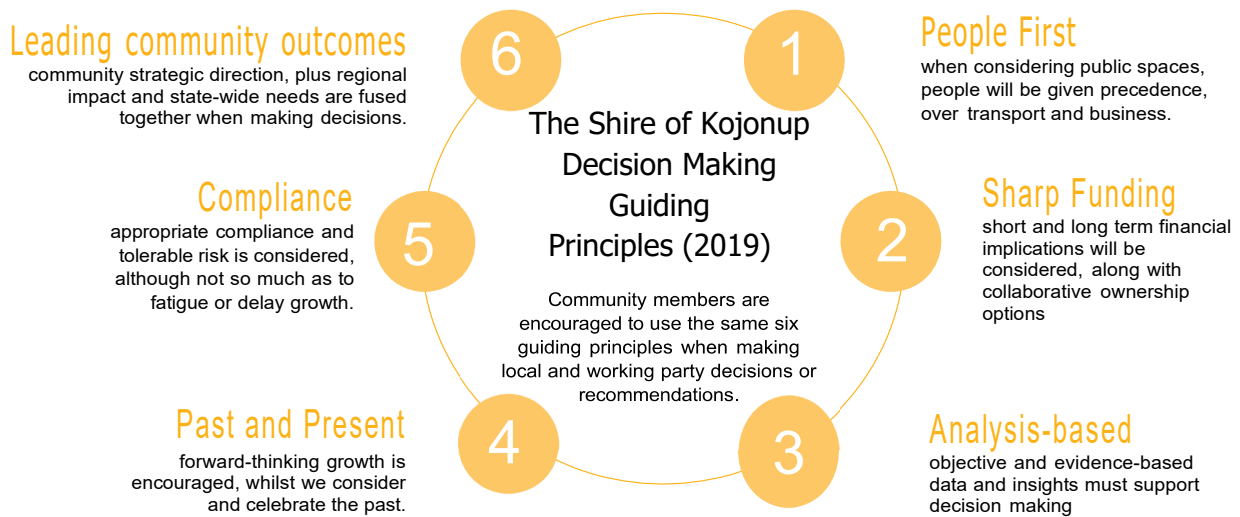 The Shire of Kojonup
Decision Making
Guiding
Principles (2019)
Community members are
encouraged to use the same six
guiding principles when making
local and working party decisions or
recommendations.
1
People First
when considering public spaces,
people will be given precedence,
over transport and business.
2
Sharp Funding
short and long term financial
implications will be
considered, along with
collaborative ownership
options
3
Analysis-based
objective and evidence-based
data and insights must support
decision making
4
Past and Present
forward-thinking growth is
encouraged, whilst we consider
and celebrate the past.
5
Compliance
appropriate compliance and
tolerable risk is considered,
although not so much as to
fatigue or delay growth.
6
Leading community outcomes
community strategic direction, plus regional
impact and state-wide needs are fused
together when making decisions.